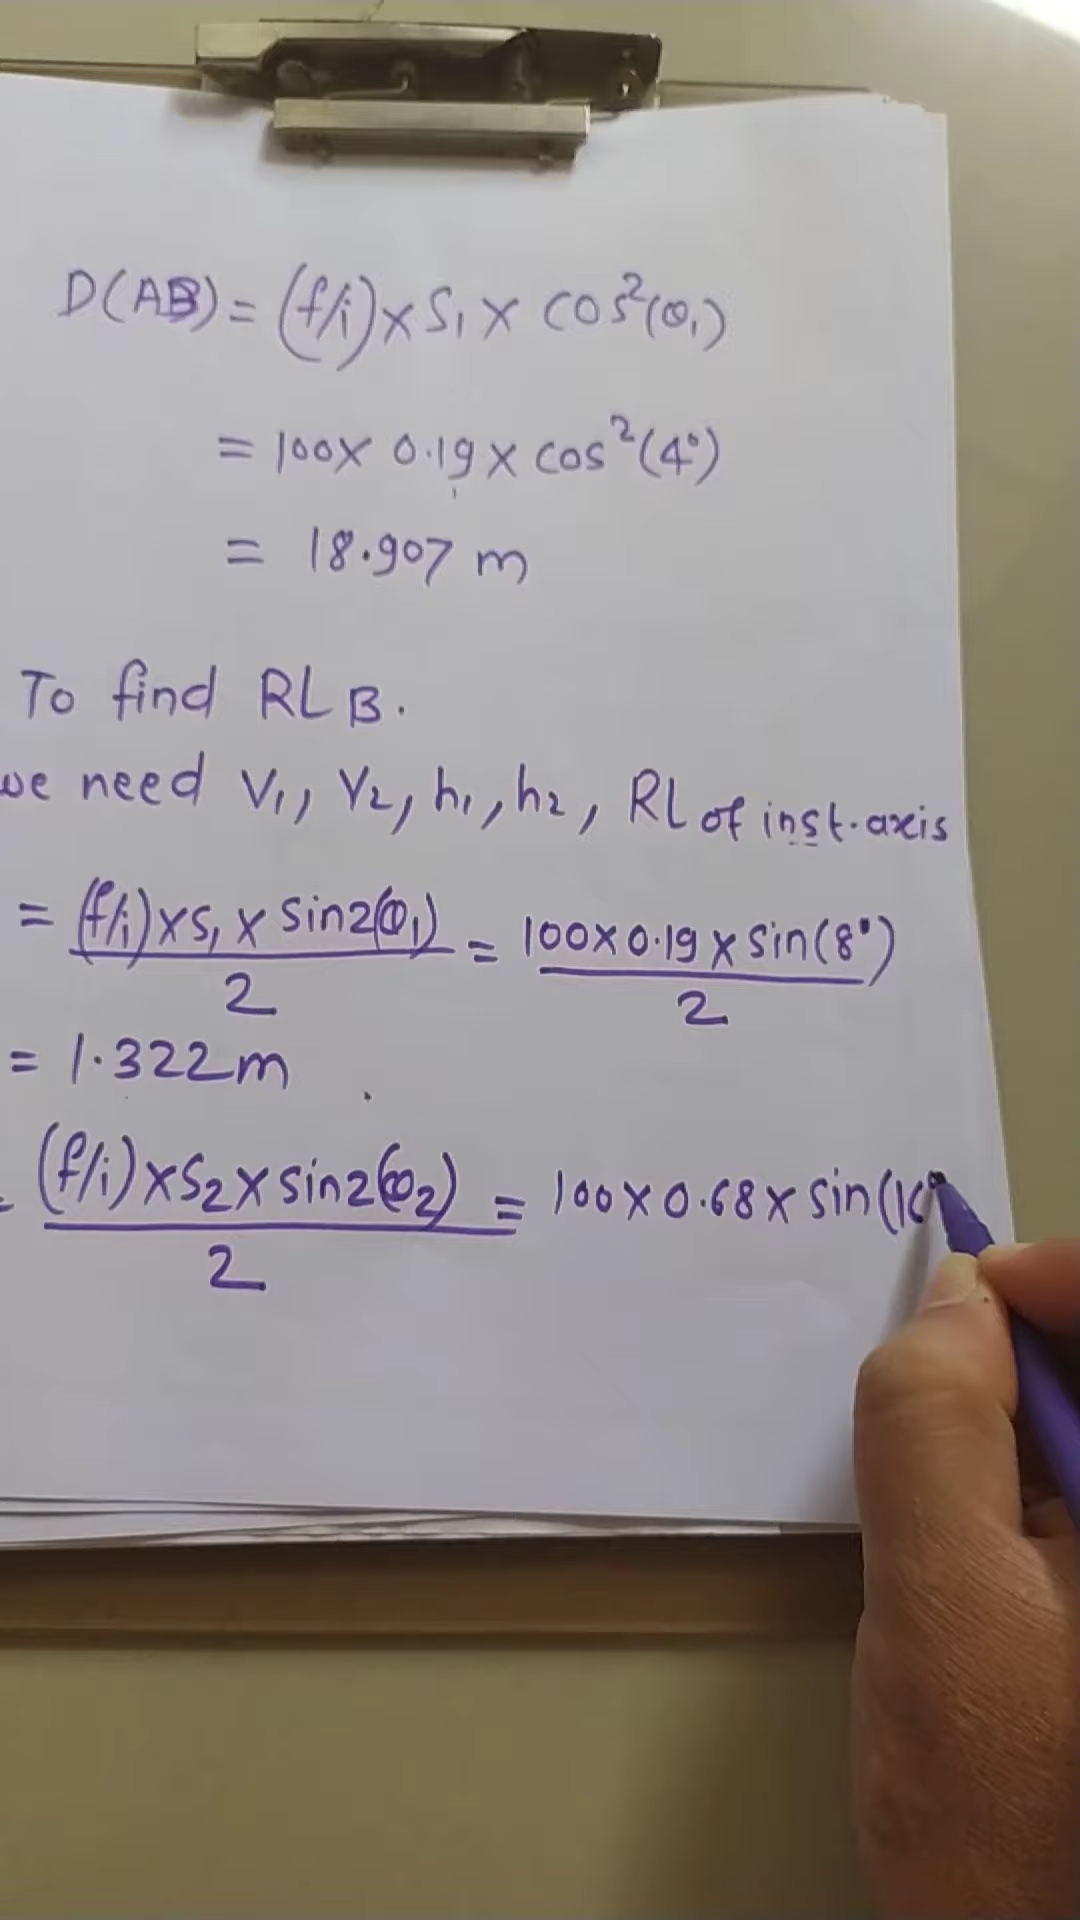 D(AB) = (f/i) x S₁ x cos²(θ₁)
= 100 x 0.19 x cos²(4°)
= 18.907 m
To find RL B.
we need V₁, V₂, h₁, h₂, RL of inst. axis
= (f/i) x S₁ x sin2(θ₁) / 2 = 100 x 0.19 x sin(8°) / 2
= 1.322 m
= (f/i) x S₂ x sin2(θ₂) / 2 = 100 x 0.68 x sin(